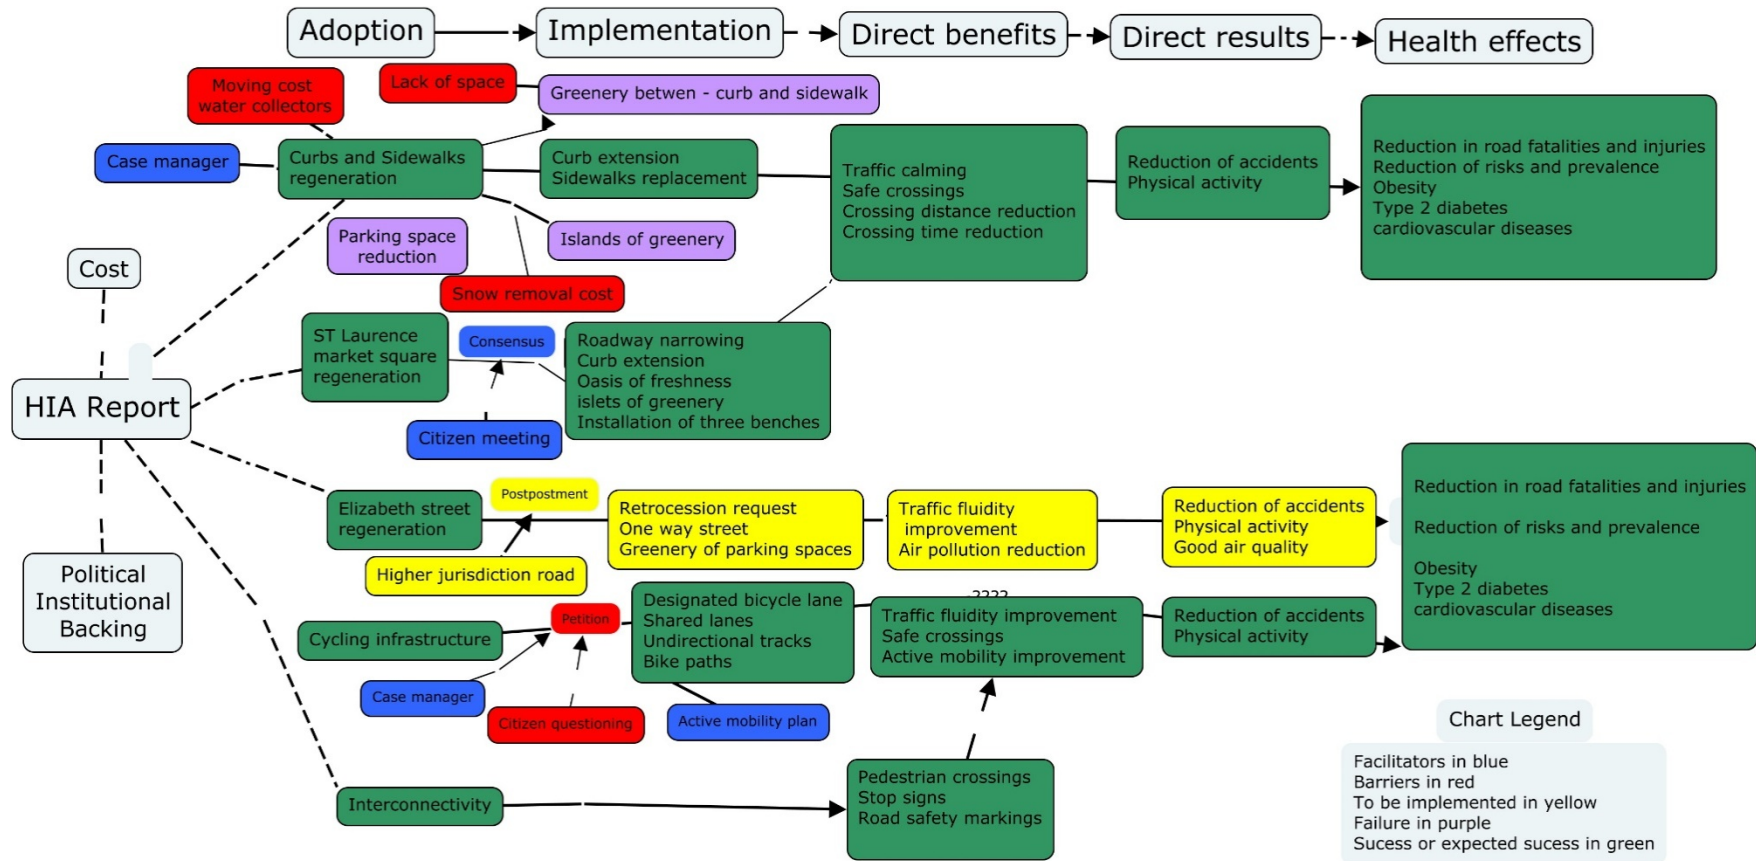 Adoption
Implementation
Direct benefits
Direct results
Health effects
Moving cost
water collectors
Lack of space
Greenery betwen - curb and sidewalk
Case manager
Curbs and Sidewalks
regeneration
Curb extension
Sidewalks replacement
Traffic calming
Safe crossings
Crossing distance reduction
Crossing time reduction
Reduction of accidents
Physical activity
Reduction in road fatalities and injuries
Reduction of risks and prevalence
Obesity
Type 2 diabetes
cardiovascular diseases
Parking space
reduction
Islands of greenery
Snow removal cost
Cost
HIA Report
Political
Institutional
Backing
ST Laurence
market square
regeneration
Consensus
Citizen meeting
Roadway narrowing
Curb extension
Oasis of freshness
islets of greenery
Installation of three benches
Elizabeth street
regeneration
Postpostment
Higher jurisdiction road
Retrocession request
One way street
Greenery of parking spaces
Traffic fluidity
improvement
Air pollution reduction
Reduction of accidents
Physical activity
Good air quality
Reduction in road fatalities and injuries
Reduction of risks and prevalence
Obesity
Type 2 diabetes
cardiovascular diseases
Cycling infrastructure
Petition
Case manager
Citizen questioning
Designated bicycle lane
Shared lanes
Undirectional tracks
Bike paths
Active mobility plan
Traffic fluidity improvement
Safe crossings
Active mobility improvement
Reduction of accidents
Physical activity
Interconnectivity
Pedestrian crossings
Stop signs
Road safety markings
Chart Legend
Facilitators in blue
Barriers in red
To be implemented in yellow
Failure in purple
Sucess or expected sucess in green